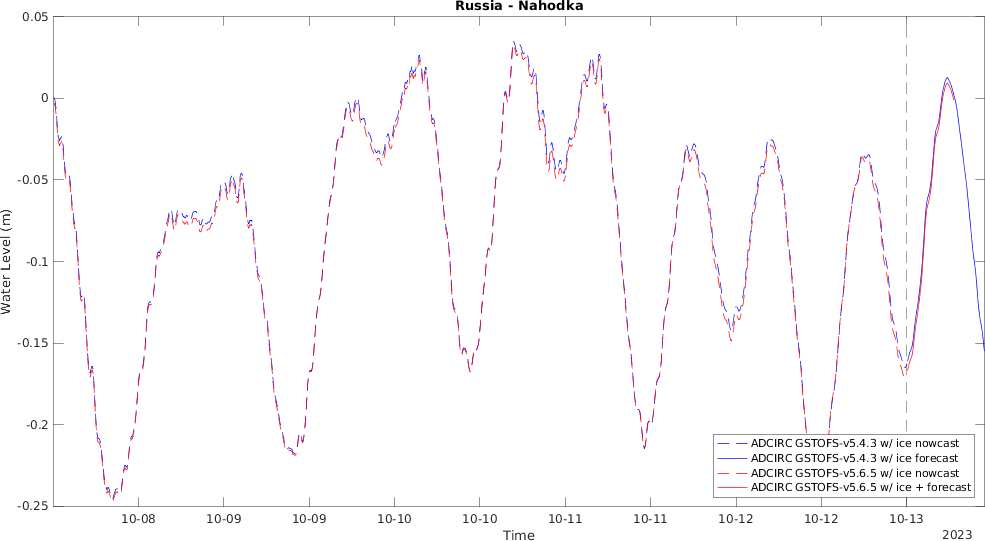 Russia - Nahodka
0.05
0
-0.05
-0.1
-0.15
-0.2
-0.25
Water Level (m)
ADCIRC GSTOFS-v5.4.3 w/ ice nowcast
ADCIRC GSTOFS-v5.4.3 w/ ice forecast
ADCIRC GSTOFS-v5.6.5 w/ ice nowcast
ADCIRC GSTOFS-v5.6.5 w/ ice + forecast
10-08 10-09 10-09 10-10 10-10 10-11 10-11 10-12 10-12 10-13
Time
2023